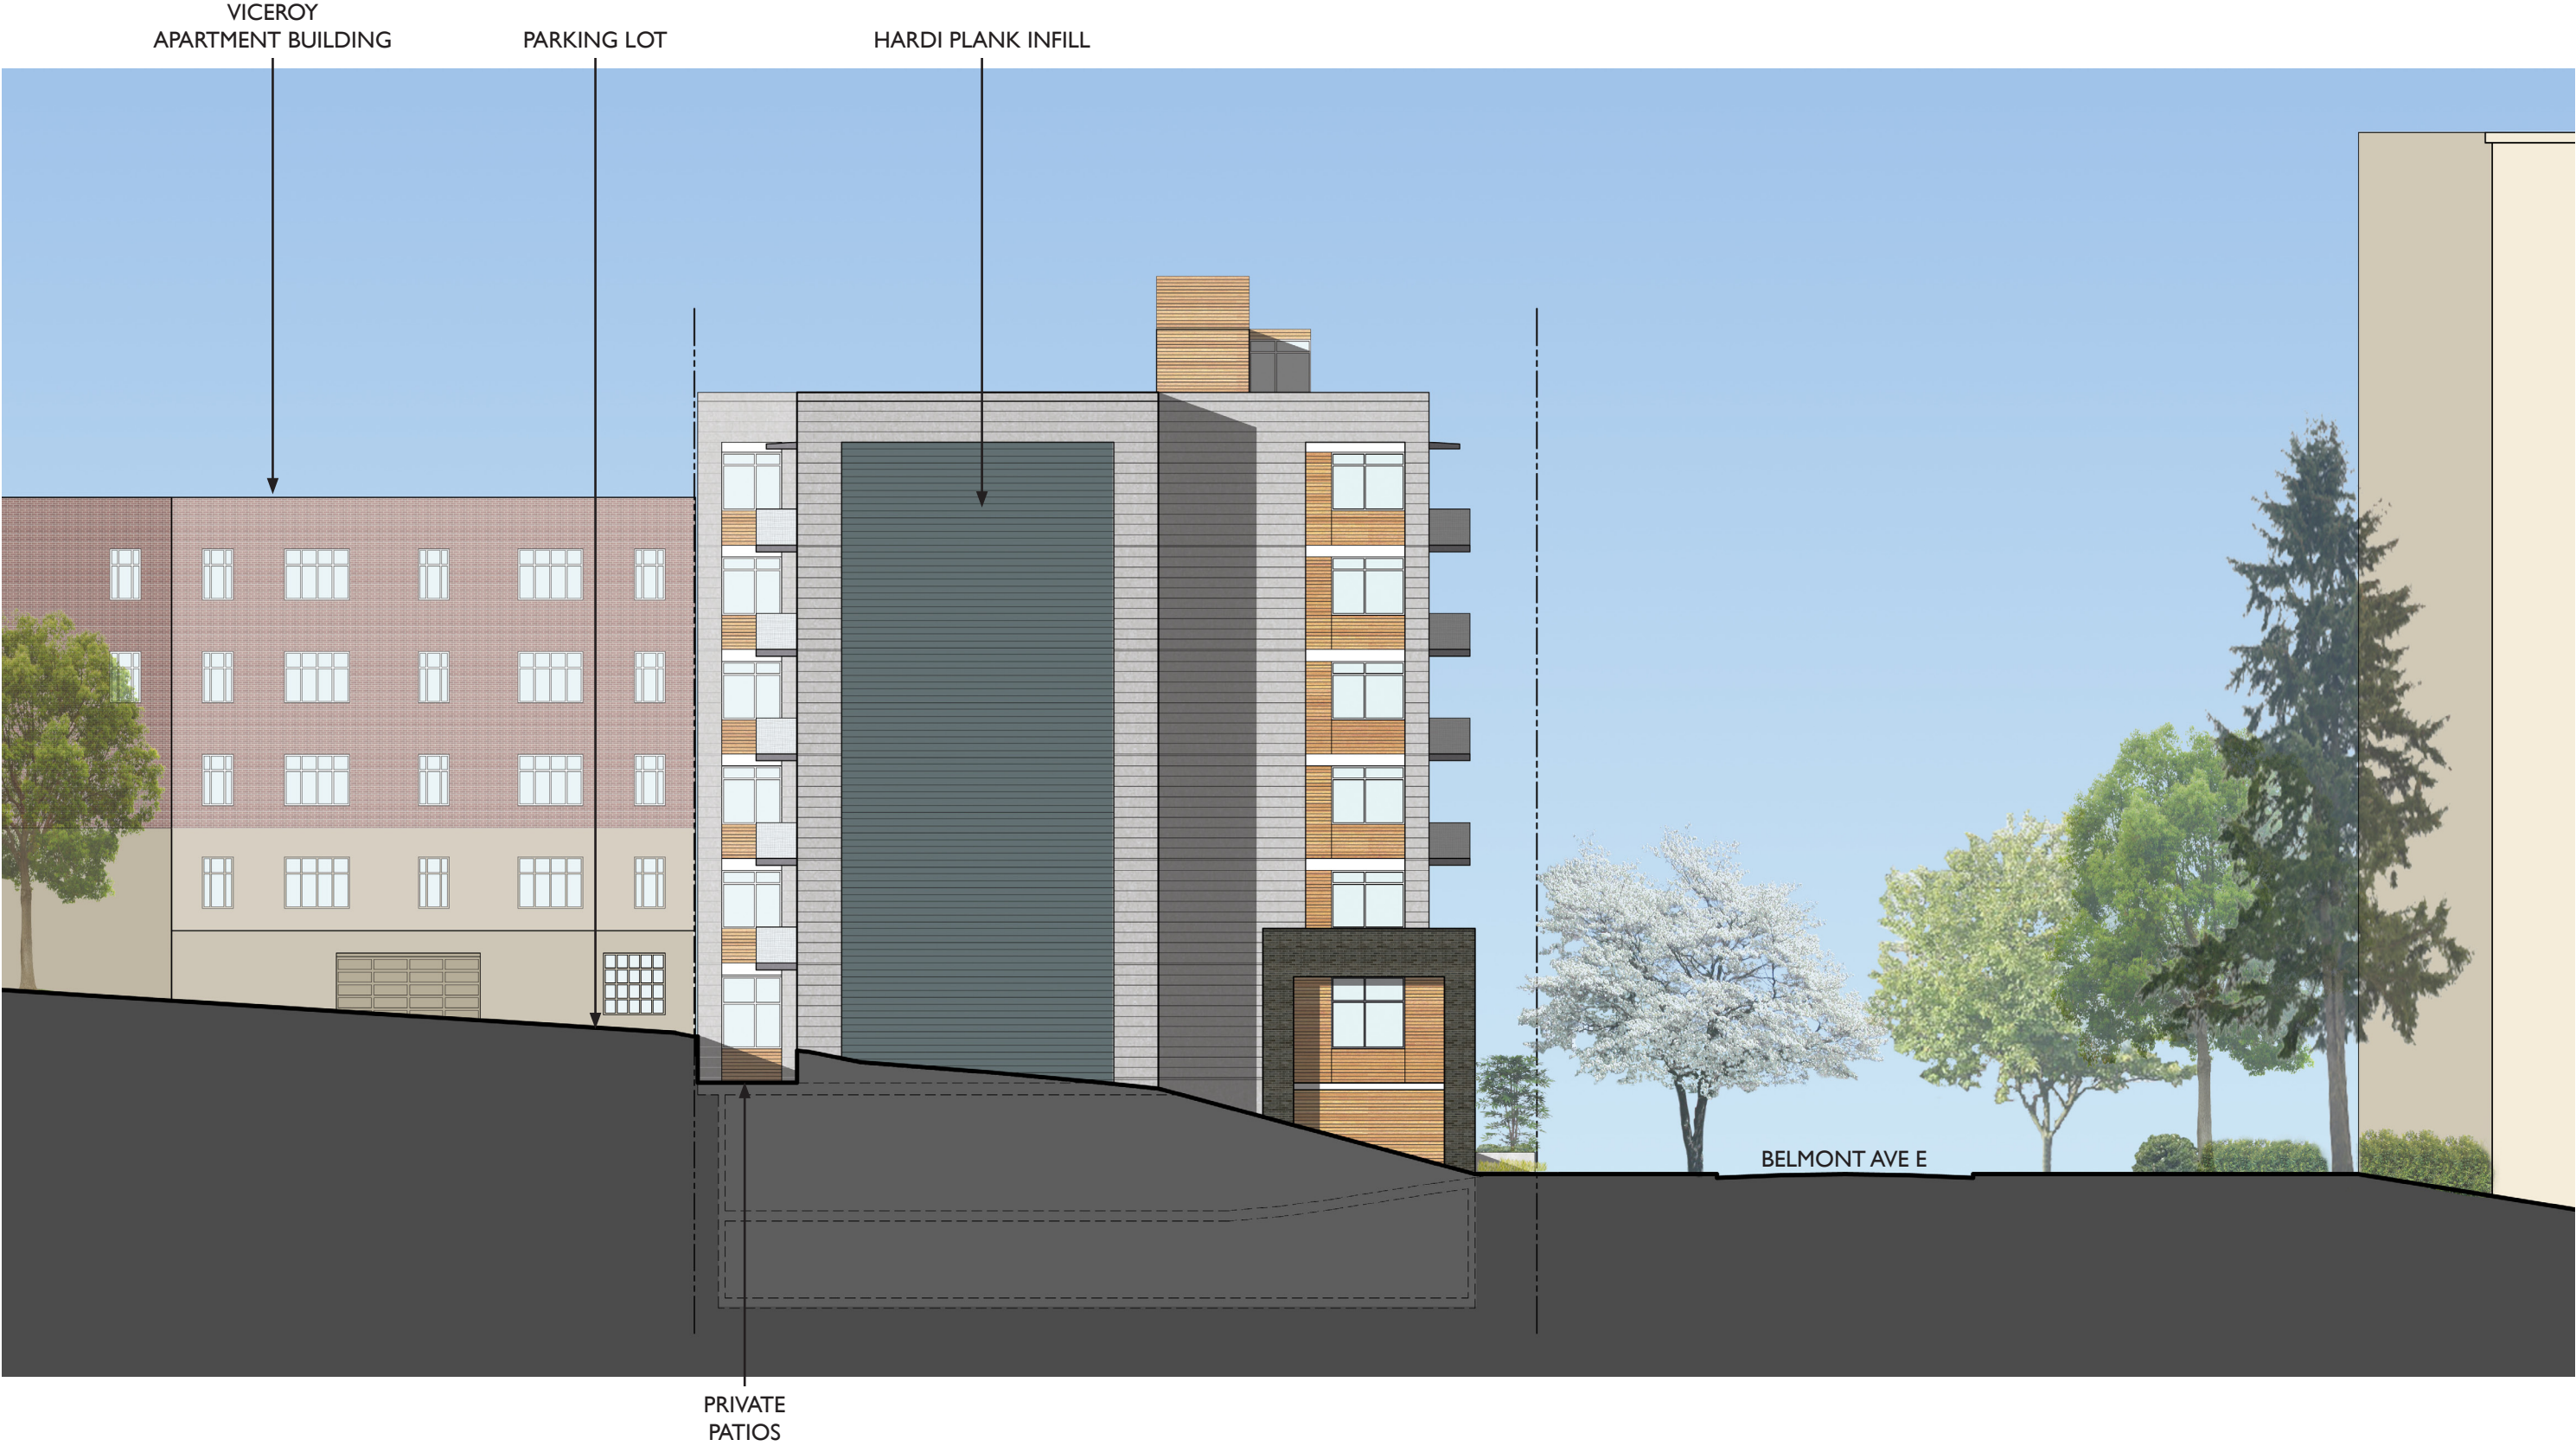 VICEROY
APARTMENT BUILDING
PARKING LOT
HARDI PLANK INFILL
BELMONT AVE E
PRIVATE
PATIOS